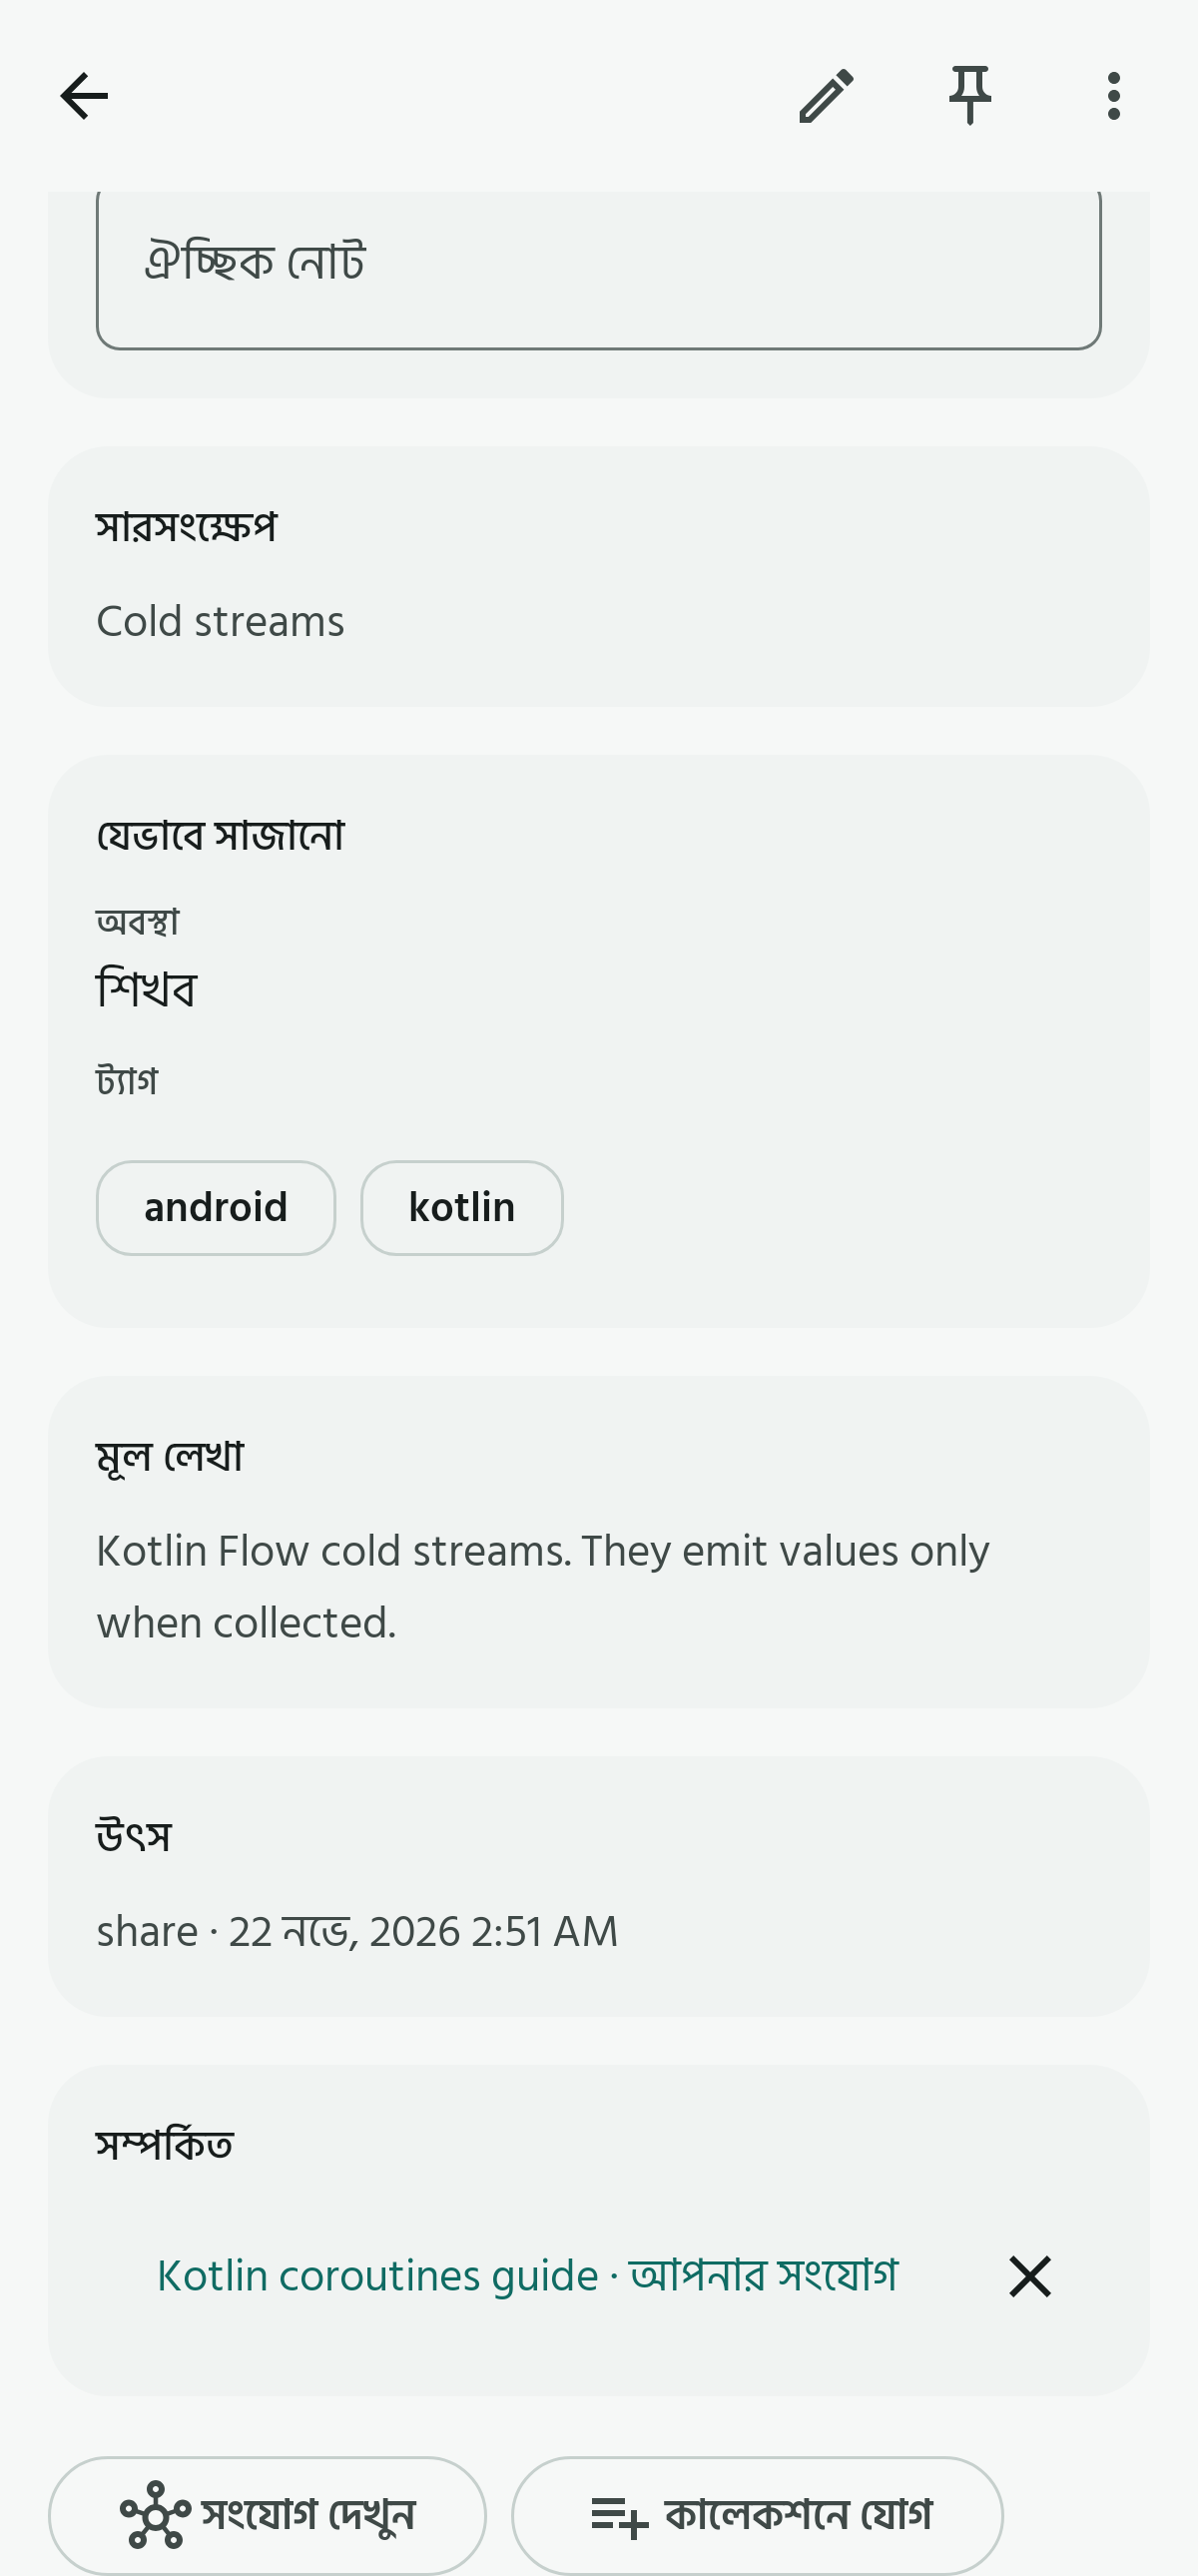 ঐচ্ছিক নোট
সারসংক্ষেপ
Cold streams
যেভাবে সাজানো
অবস্থা
শিখব
ট্যাগ
android kotlin
মূল লেখা
Kotlin Flow cold streams. They emit values only
when collected.
উৎস
share · 22 নভে, 2026 2:51 AM
সম্পর্কিত
Kotlin coroutines guide · আপনার সংযোগ
সংযোগ দেখুন কালেকশনে যোগ